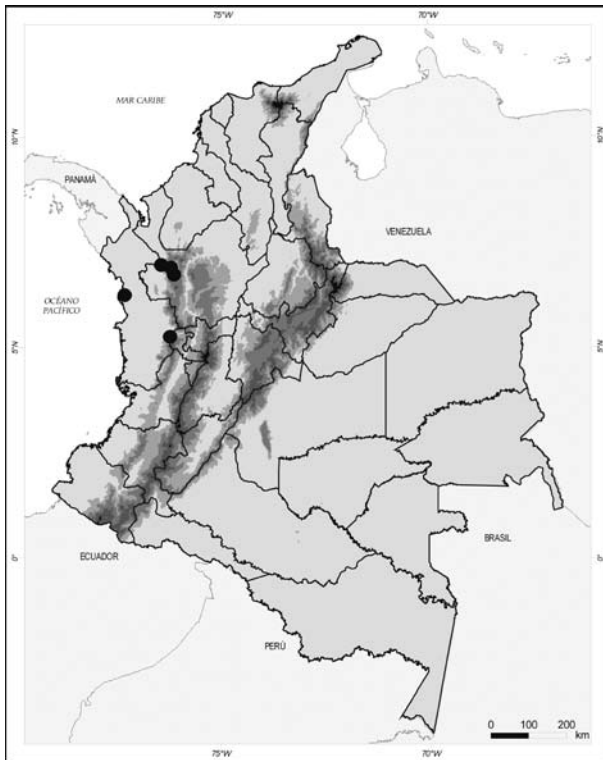 75°W 70°W
MAR CARIBE
10°N 10°N
PANAMÁ
VENEZUELA
OCÉANO
PACÍFICO
5°N 5°N
BRASIL
0° 0°
ECUADOR
PERÚ
0 100 200
km
75°W 70°W